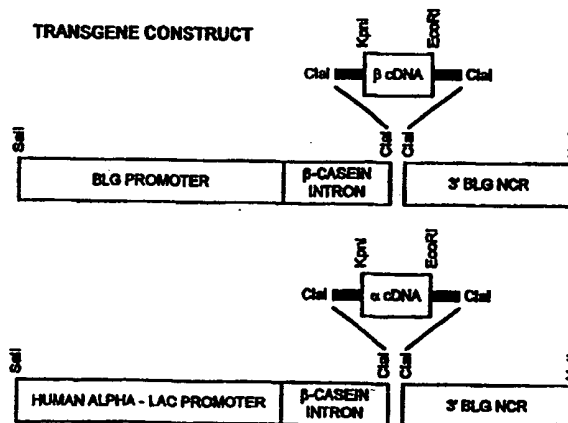 TRANSGENE CONSTRUCT
KpnI
EcoRI
ClaI
β cDNA
ClaI
SalI
ClaI
ClaI
BLG PROMOTER
β-CASEIN INTRON
3' BLG NCR
KpnI
EcoRI
ClaI
α cDNA
ClaI
SalI
ClaI
ClaI
HUMAN ALPHA - LAC PROMOTER
β-CASEIN INTRON
3' BLG NCR